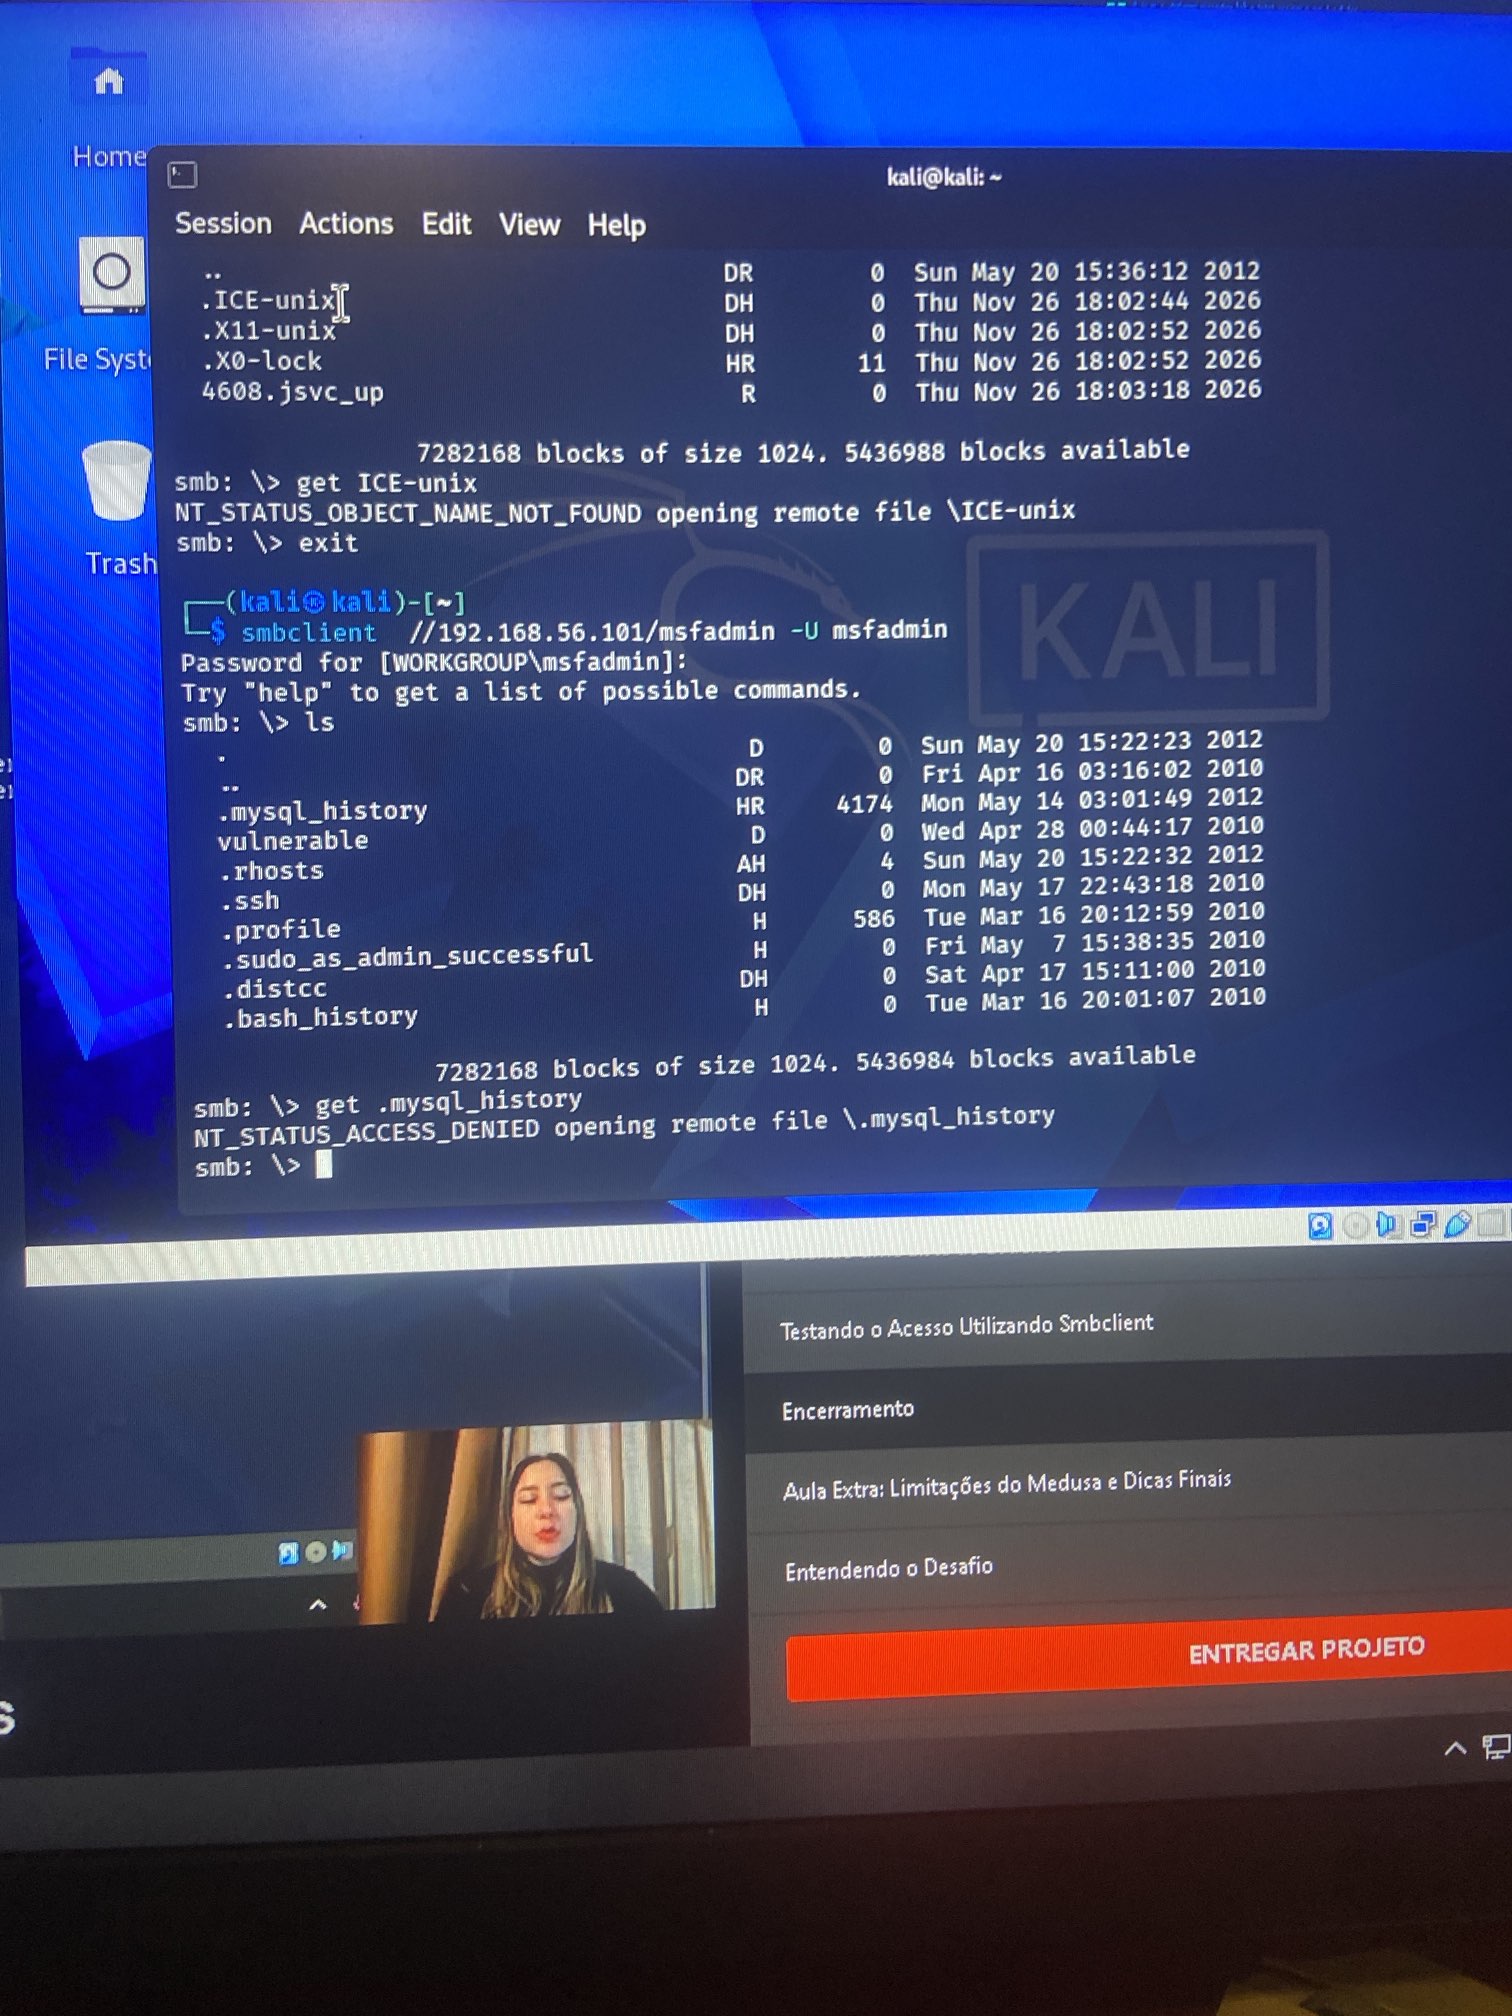 Home
File Syst
Trash
kali@kali: ~
Session Actions Edit View Help
.. DR 0 Sun May 20 15:36:12 2012
.ICE-unix DH 0 Thu Nov 26 18:02:44 2026
.X11-unix DH 0 Thu Nov 26 18:02:52 2026
.X0-lock HR 11 Thu Nov 26 18:02:52 2026
4608.jsvc_up R 0 Thu Nov 26 18:03:18 2026
7282168 blocks of size 1024. 5436988 blocks available
smb: \> get ICE-unix
NT_STATUS_OBJECT_NAME_NOT_FOUND opening remote file \ICE-unix
smb: \> exit
KALI
┌──(kali㉿kali)-[~]
└─$ smbclient //192.168.56.101/msfadmin -U msfadmin
Password for [WORKGROUP\msfadmin]:
Try "help" to get a list of possible commands.
smb: \> ls
. D 0 Sun May 20 15:22:23 2012
.. DR 0 Fri Apr 16 03:16:02 2010
.mysql_history HR 4174 Mon May 14 03:01:49 2012
vulnerable D 0 Wed Apr 28 00:44:17 2010
.rhosts AH 4 Sun May 20 15:22:32 2012
.ssh DH 0 Mon May 17 22:43:18 2010
.profile H 586 Tue Mar 16 20:12:59 2010
.sudo_as_admin_successful H 0 Fri May 7 15:38:35 2010
.distcc DH 0 Sat Apr 17 15:11:00 2010
.bash_history H 0 Tue Mar 16 20:01:07 2010
7282168 blocks of size 1024. 5436984 blocks available
smb: \> get .mysql_history
NT_STATUS_ACCESS_DENIED opening remote file \.mysql_history
smb: \>
Testando o Acesso Utilizando Smbclient
Encerramento
Aula Extra: Limitações do Medusa e Dicas Finais
Entendendo o Desafio
ENTREGAR PROJETO